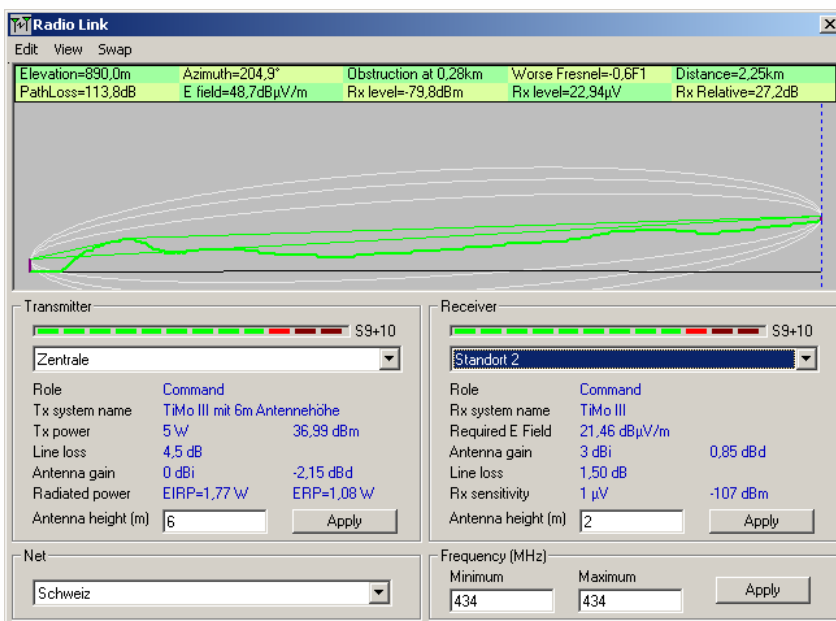 Radio Link
Edit View Swap
Elevation=890,0m Azimuth=204,9° Obstruction at 0,28km Worse Fresnel=-0,6F1 Distance=2,25km
PathLoss=113,8dB E field=48,7dBµV/m Rx level=-79,8dBm Rx level=22,94µV Rx Relative=27,2dB
Transmitter
S9+10
Zentrale
Role Command
Tx system name TiMo III mit 6m Antennehöhe
Tx power 5 W 36,99 dBm
Line loss 4,5 dB
Antenna gain 0 dBi -2,15 dBd
Radiated power EIRP=1,77 W ERP=1,08 W
Antenna height (m) 6 Apply
Receiver
S9+10
Standort 2
Role Command
Rx system name TiMo III
Required E Field 21,46 dBµV/m
Antenna gain 3 dBi 0,85 dBd
Line loss 1,50 dB
Rx sensitivity 1 µV -107 dBm
Antenna height (m) 2 Apply
Net
Schweiz
Frequency (MHz)
Minimum Maximum
434 434 Apply